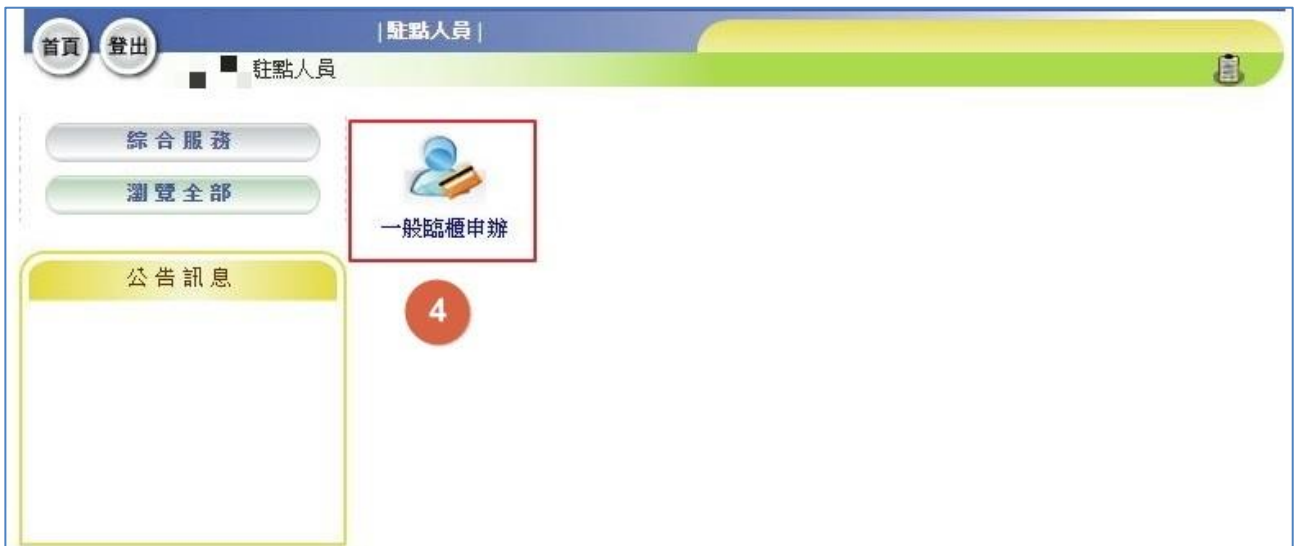 首頁
登出
|駐點人員|
駐點人員
綜合服務
瀏覽全部
一般臨櫃申辦
公告訊息
4